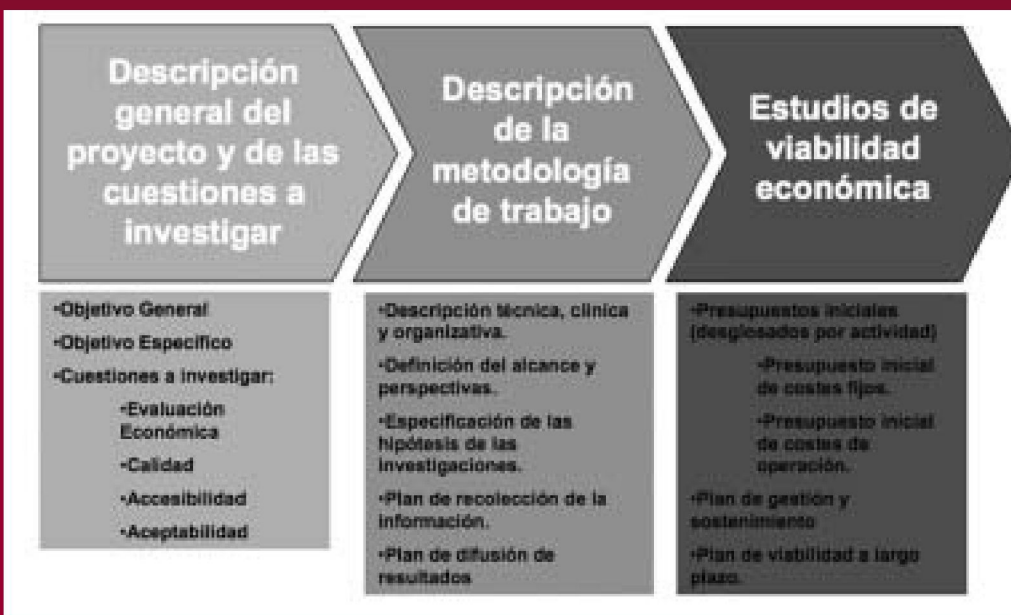 Descripción
general del
proyecto y de las
cuestiones a
investigar
•Objetivo General
•Objetivo Específico
•Cuestiones a investigar:
•Evaluación
Económica
•Calidad
•Accesibilidad
•Aceptabilidad
Descripción
de la
metodología
de trabajo
•Descripción técnica, clínica
y organizativa.
•Definición del alcance y
perspectivas.
•Especificación de las
hipótesis de las
investigaciones.
•Plan de recolección de la
información.
•Plan de difusión de
resultados
Estudios de
viabilidad
económica
•Presupuestos iniciales
(desglosados por actividad)
•Presupuesto inicial
de costes fijos.
•Presupuesto inicial
de costes de
operación.
•Plan de gestión y
sostenimiento
•Plan de viabilidad a largo
plazo.